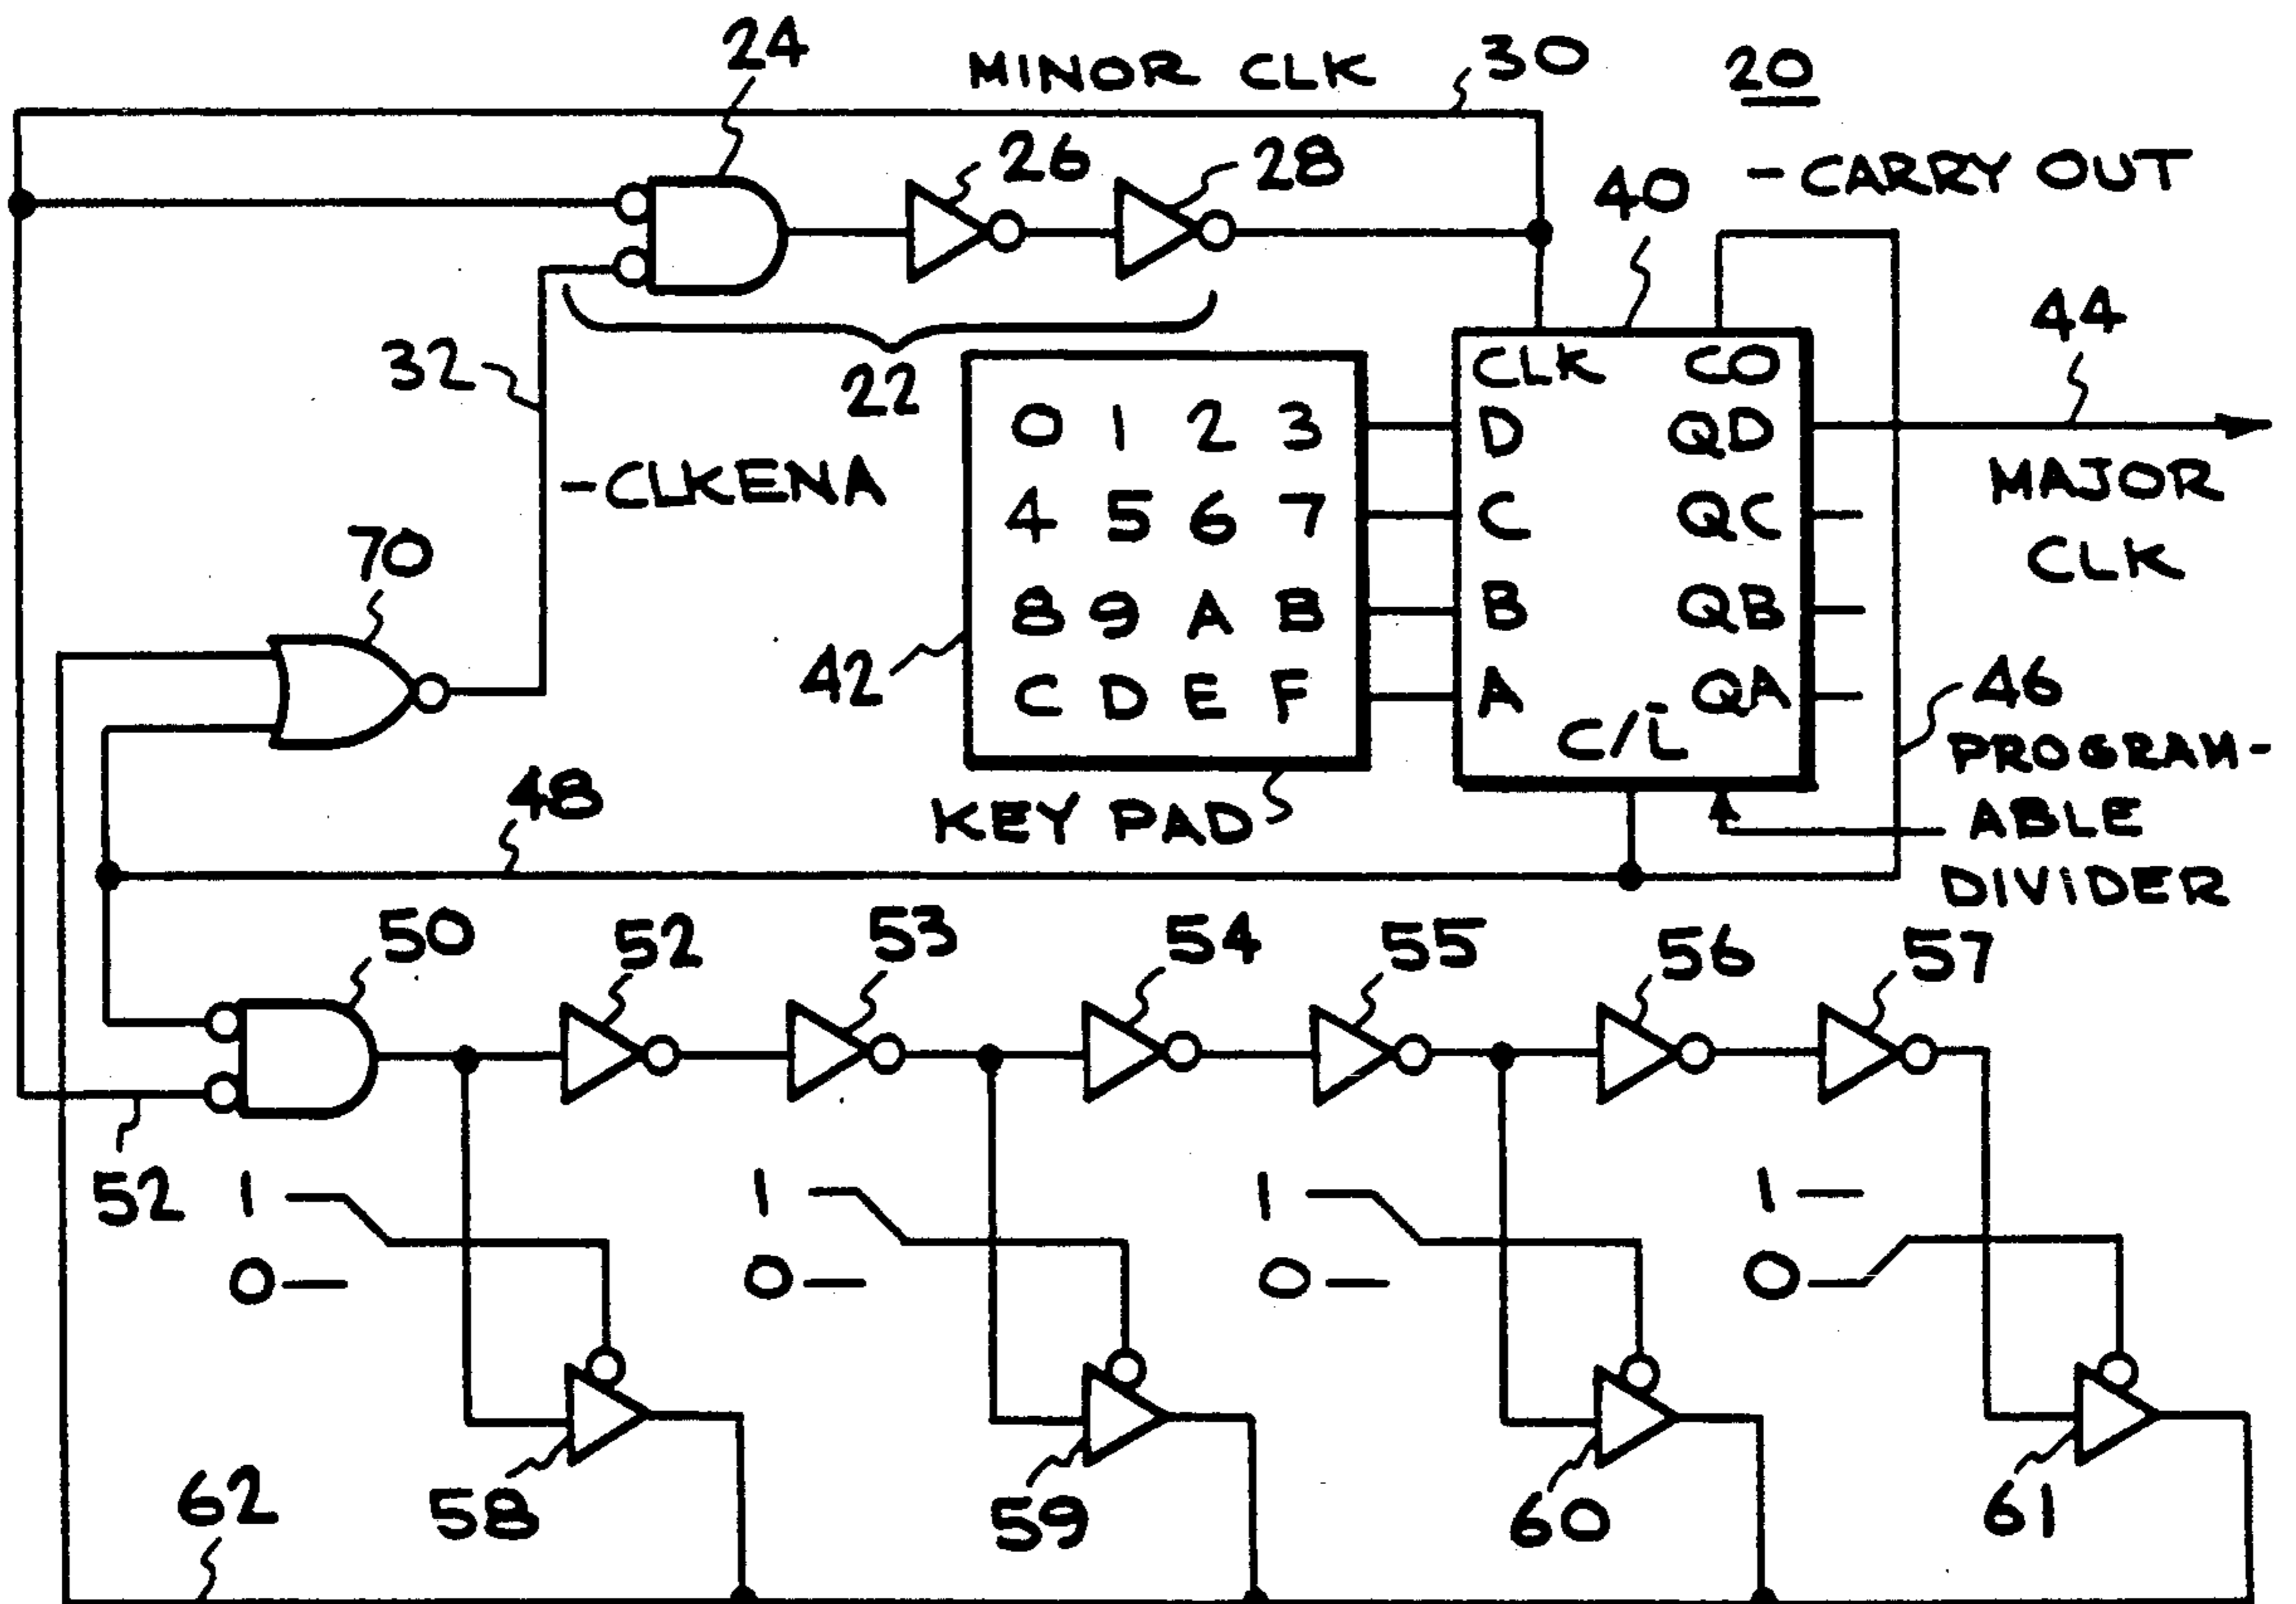 24
MINOR CLK
30
20
26
28
40
-CARRY OUT
44
32
22
CLK CO
0 1 2 3
D QD
-CLKENA
MAJOR
CLK
4 5 6 7
C QC
70
8 9 A B
B QB
42
C D E F
A QA
46
C/L̄
PROGRAM-
ABLE
DIVIDER
48
KEY PAD
50
52
53
54
55
56
57
52
1
1
1
1
0
0
0
0
62
58
59
60
61